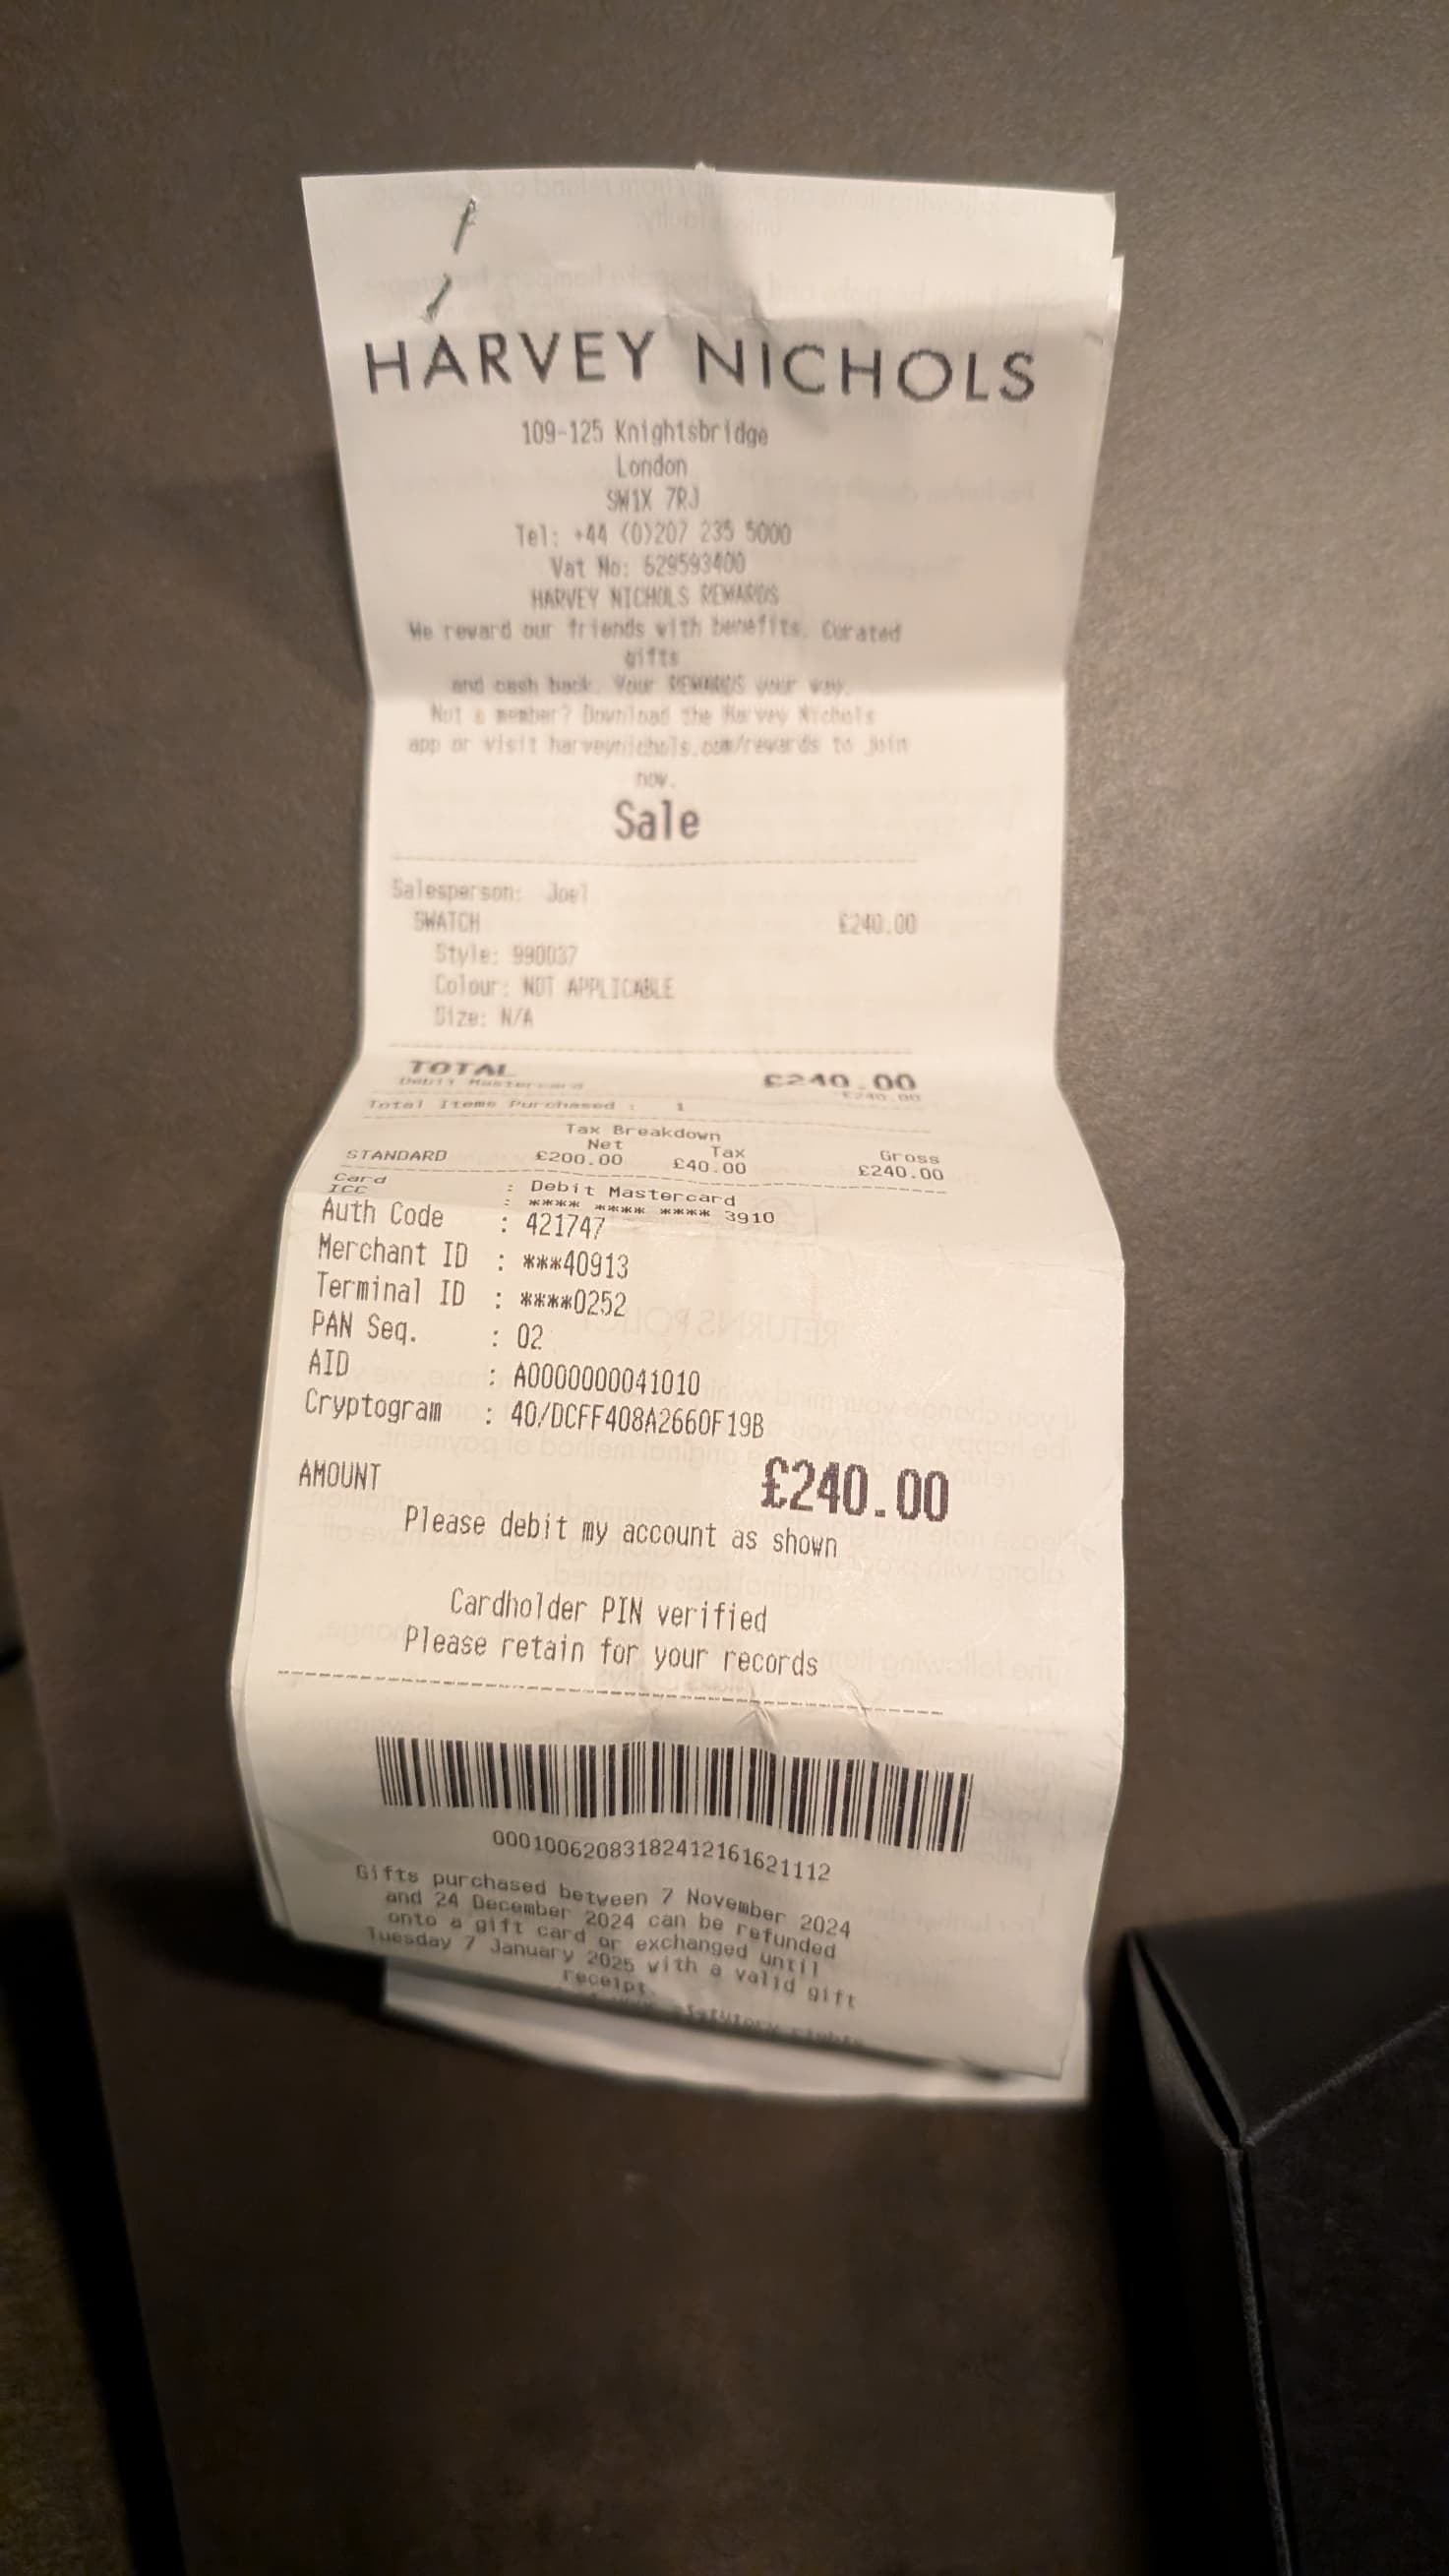 HARVEY NICHOLS
109-125 Knightsbridge
London
SW1X 7RJ
Tel: +44 (0)207 235 5000
Vat No: 629593400
HARVEY NICHOLS REWARDS
We reward our friends with benefits. Curated
gifts
and cash back. Your REWARDS your way.
Not a member? Download the Harvey Nichols
app or visit harveynichols.com/rewards to join
now.
Sale
Salesperson: Joel
SWATCH £240.00
Style: 990037
Colour: NOT APPLICABLE
Size: N/A
TOTAL £240.00
Debit Mastercard £240.00
Total Items Purchased : 1
Tax Breakdown
Net Tax Gross
STANDARD £200.00 £40.00 £240.00
Card : Debit Mastercard
ICC : **** **** **** 3910
Auth Code : 421747
Merchant ID : ***40913
Terminal ID : ****0252
PAN Seq. : 02
AID : A0000000041010
Cryptogram : 40/DCFF408A2660F19B
AMOUNT £240.00
Please debit my account as shown
Cardholder PIN verified
Please retain for your records
0001006208318241216162​1112
Gifts purchased between 7 November 2024
and 24 December 2024 can be refunded
onto a gift card or exchanged until
Tuesday 7 January 2025 with a valid gift
receipt.
statutory rights